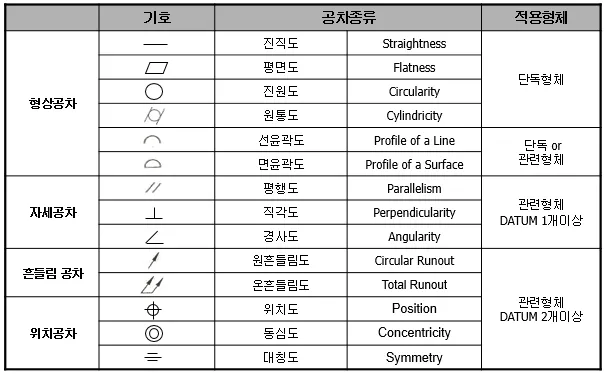 기호 공차종류 적용형체
형상공차 진직도 Straightness 단독형체
평면도 Flatness
진원도 Circularity
원통도 Cylindricity
선윤곽도 Profile of a Line 단독 or
관련형체
면윤곽도 Profile of a Surface
자세공차 평행도 Parallelism 관련형체
DATUM 1개이상
직각도 Perpendicularity
경사도 Angularity
흔들림 공차 원흔들림도 Circular Runout 관련형체
DATUM 2개이상
온흔들림도 Total Runout
위치공차 위치도 Position
동심도 Concentricity
대칭도 Symmetry